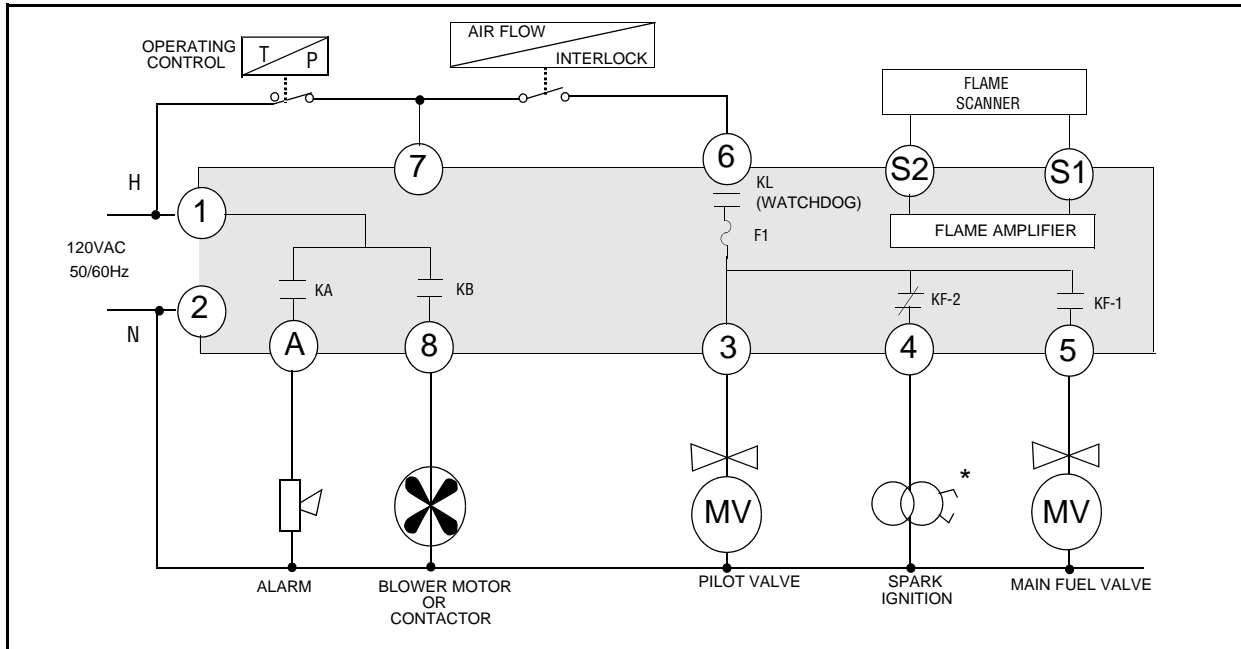 OPERATING
CONTROL
T
P
AIR FLOW
INTERLOCK
FLAME
SCANNER
7
6
S2
S1
H
1
KL
(WATCHDOG)
F1
FLAME AMPLIFIER
120VAC
50/60Hz
2
N
KA
KB
KF-2
KF-1
A
8
3
4
5
MV
*
MV
ALARM
BLOWER MOTOR
OR
CONTACTOR
PILOT VALVE
SPARK
IGNITION
MAIN FUEL VALVE